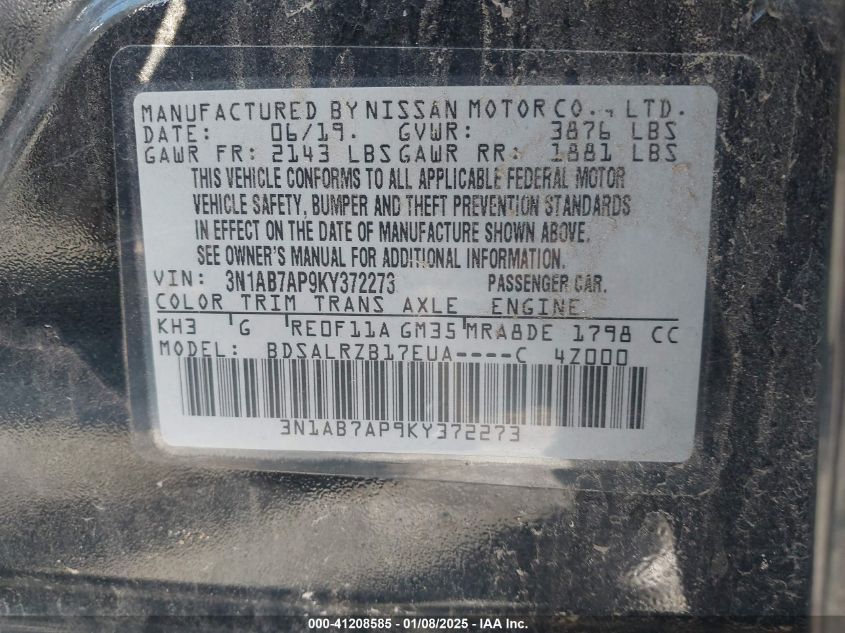 MANUFACTURED BY NISSAN MOTOR CO., LTD.
DATE: 06/19. GVWR: 3876 LBS
GAWR FR: 2143 LBS GAWR RR: 1881 LBS
THIS VEHICLE CONFORMS TO ALL APPLICABLE FEDERAL MOTOR
VEHICLE SAFETY, BUMPER AND THEFT PREVENTION STANDARDS
IN EFFECT ON THE DATE OF MANUFACTURE SHOWN ABOVE.
SEE OWNER'S MANUAL FOR ADDITIONAL INFORMATION.
VIN: 3N1AB7AP9KY372273 PASSENGER CAR.
COLOR TRIM TRANS AXLE ENGINE
KH3 G RE0F11A GM35 MRA8DE 1798 CC
MODEL: BDSALRZB17EUA----C 4Z000
3N1AB7AP9KY372273
000-41208585 - 01/08/2025 - IAA Inc.